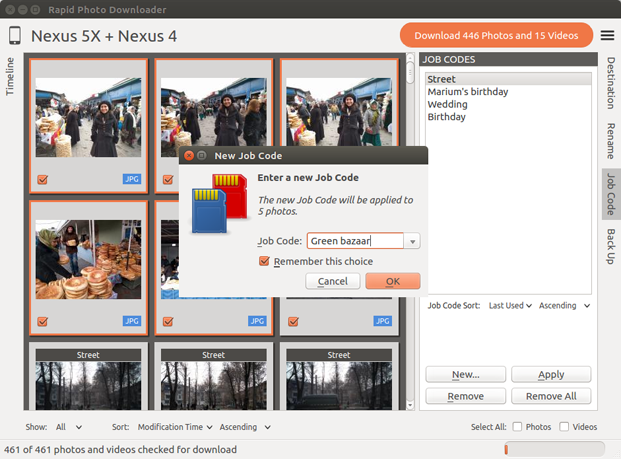 Rapid Photo Downloader
Nexus 5X + Nexus 4
Download 446 Photos and 15 Videos
Timeline
JPG
JPG
JPG
Street
Street
Street
New Job Code
Enter a new Job Code
The new Job Code will be applied to
5 photos.
Job Code: Green bazaar
Remember this choice
Cancel
OK
JPG
JPG
JOB CODES
Street
Marium's birthday
Wedding
Birthday
Job Code Sort: Last Used Ascending
New...
Apply
Remove
Remove All
Destination
Rename
Job Code
Back Up
Show: All Sort: Modification Time Ascending
Select All: Photos Videos
461 of 461 photos and videos checked for download